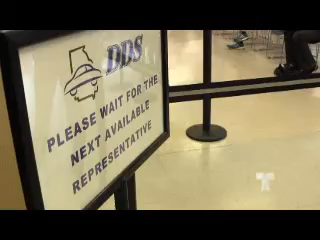 DDS
PLEASE WAIT FOR THE
NEXT AVAILABLE
REPRESENTATIVE